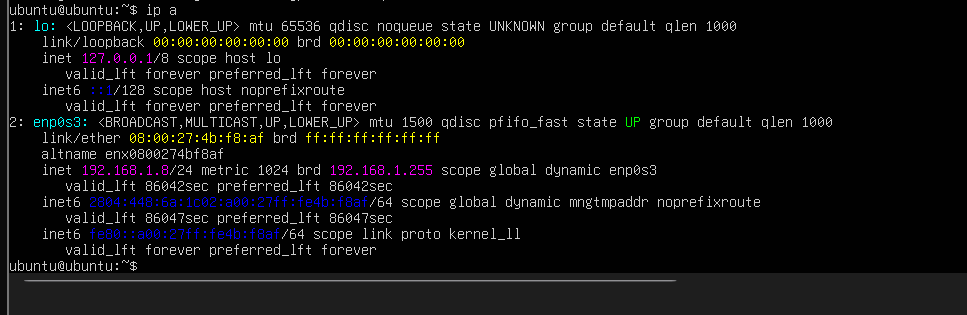 ubuntu@ubuntu:~$ ip a
1: lo: <LOOPBACK,UP,LOWER_UP> mtu 65536 qdisc noqueue state UNKNOWN group default qlen 1000
    link/loopback 00:00:00:00:00:00 brd 00:00:00:00:00:00
    inet 127.0.0.1/8 scope host lo
       valid_lft forever preferred_lft forever
    inet6 ::1/128 scope host noprefixroute
       valid_lft forever preferred_lft forever
2: enp0s3: <BROADCAST,MULTICAST,UP,LOWER_UP> mtu 1500 qdisc pfifo_fast state UP group default qlen 1000
    link/ether 08:00:27:4b:f8:af brd ff:ff:ff:ff:ff:ff
    altname enx0800274bf8af
    inet 192.168.1.8/24 metric 1024 brd 192.168.1.255 scope global dynamic enp0s3
       valid_lft 86042sec preferred_lft 86042sec
    inet6 2804:448:6a:1c02:a00:27ff:fe4b:f8af/64 scope global dynamic mngtmpaddr noprefixroute
       valid_lft 86047sec preferred_lft 86047sec
    inet6 fe80::a00:27ff:fe4b:f8af/64 scope link proto kernel_ll
       valid_lft forever preferred_lft forever
ubuntu@ubuntu:~$